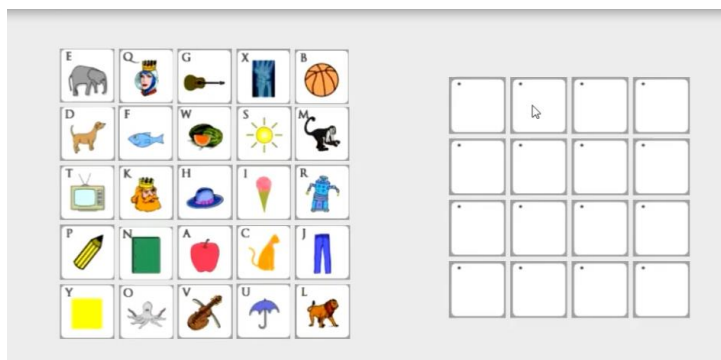 E Q G X B
D F W S M
T K H I R
P N A C J
Y O V U L